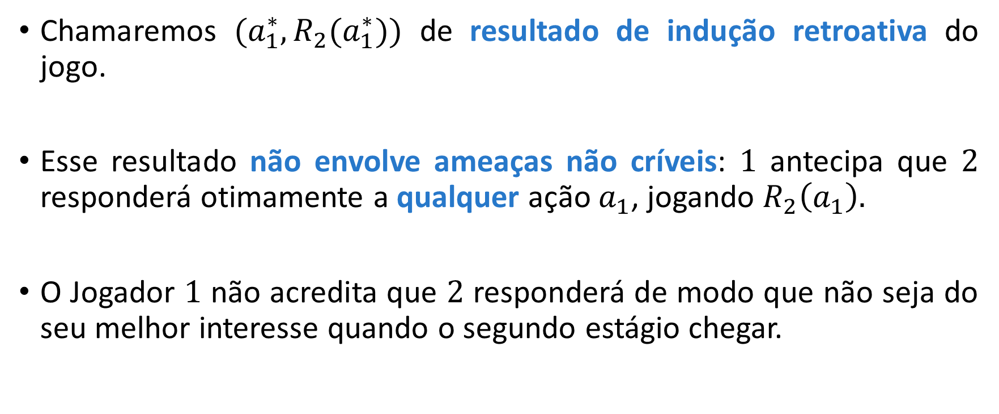 • Chamaremos $(a_1^*, R_2(a_1^*))$ de resultado de indução retroativa do
jogo.
• Esse resultado não envolve ameaças não críveis: 1 antecipa que 2
responderá otimamente a qualquer ação $a_1$, jogando $R_2(a_1)$.
• O Jogador 1 não acredita que 2 responderá de modo que não seja do
seu melhor interesse quando o segundo estágio chegar.